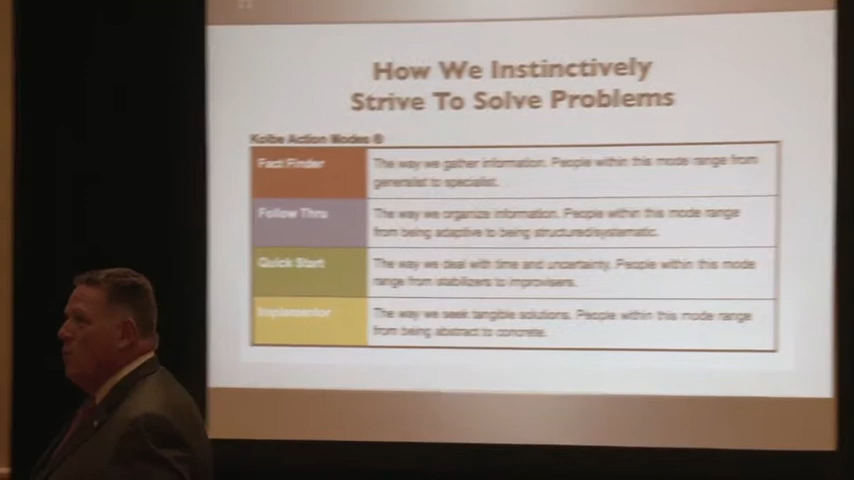 How We Instinctively
Strive To Solve Problems
Kolbe Action Modes ®
Fact Finder
The way we gather information. People within this mode range from
generalist to specialist.
Follow Thru
The way we organize information. People within this mode range
from being adaptive to being structured/systematic.
Quick Start
The way we deal with time and uncertainty. People within this mode
range from stabilizers to improvisers.
Implementor
The way we seek tangible solutions. People within this mode range
from being abstract to concrete.